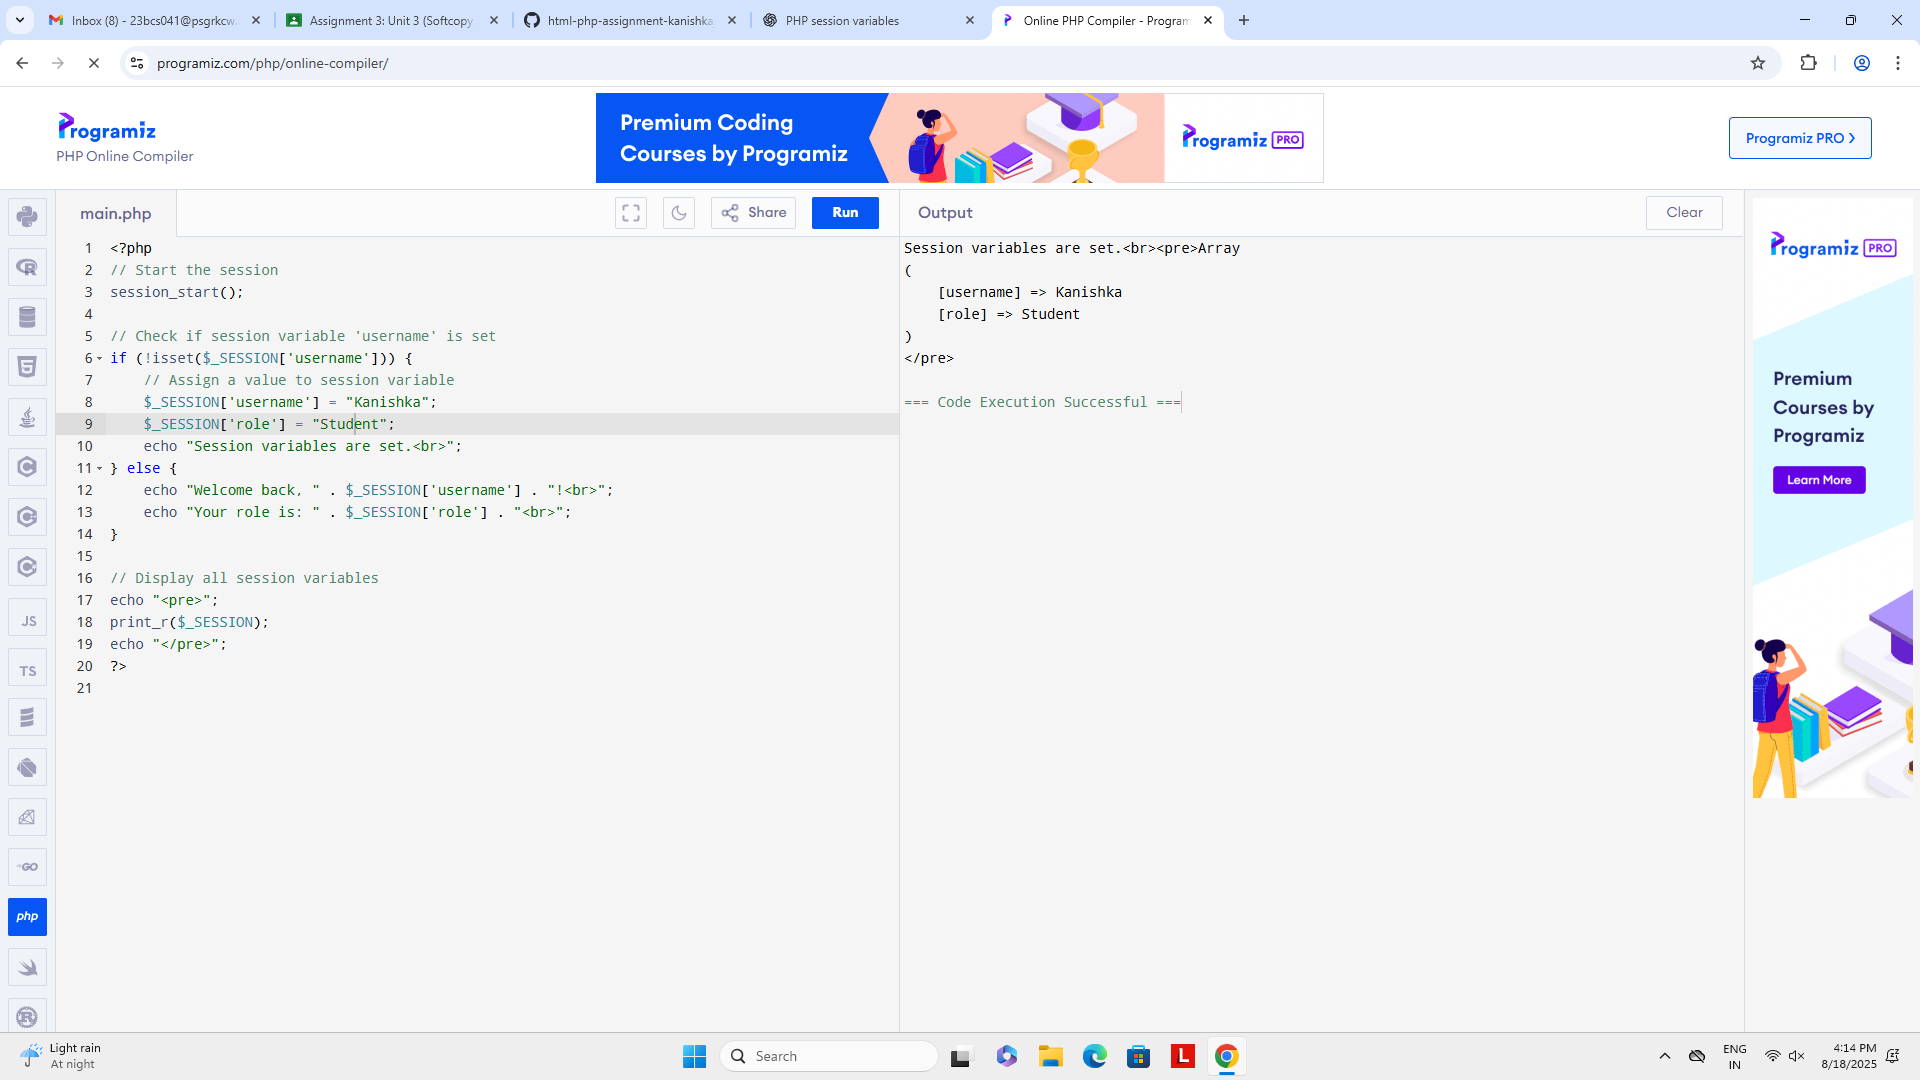 Inbox (8) - 23bcs041@psgrkcw.
Assignment 3: Unit 3 (Softcopy
html-php-assignment-kanishka
PHP session variables
Online PHP Compiler - Program
programiz.com/php/online-compiler/
Programiz
PHP Online Compiler
Premium Coding
Courses by Programiz
Programiz PRO
Programiz PRO
main.php
Share
Run
Output
Clear
1 <?php
2 // Start the session
3 session_start();
4
5 // Check if session variable 'username' is set
6 if (!isset($_SESSION['username'])) {
7 // Assign a value to session variable
8 $_SESSION['username'] = "Kanishka";
9 $_SESSION['role'] = "Student";
10 echo "Session variables are set.<br>";
11 } else {
12 echo "Welcome back, " . $_SESSION['username'] . "!<br>";
13 echo "Your role is: " . $_SESSION['role'] . "<br>";
14 }
15
16 // Display all session variables
17 echo "<pre>";
18 print_r($_SESSION);
19 echo "</pre>";
20 ?>
21
Session variables are set.<br><pre>Array
(
[username] => Kanishka
[role] => Student
)
</pre>
=== Code Execution Successful ===
Programiz PRO
Premium
Courses by
Programiz
Learn More
JS
TS
GO
php
Light rain
At night
Search
L
ENG
IN
4:14 PM
8/18/2025